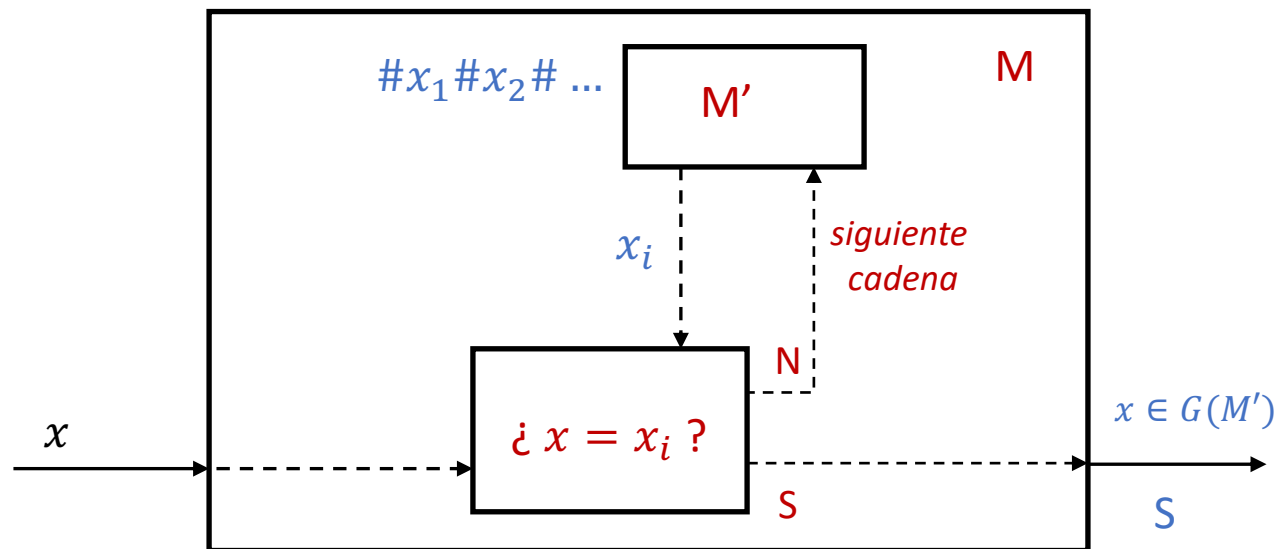 M
#x₁#x₂# ...
M'
xᵢ
siguiente
cadena
N
x
¿ x = xᵢ ?
x ∈ G(M′)
S
S